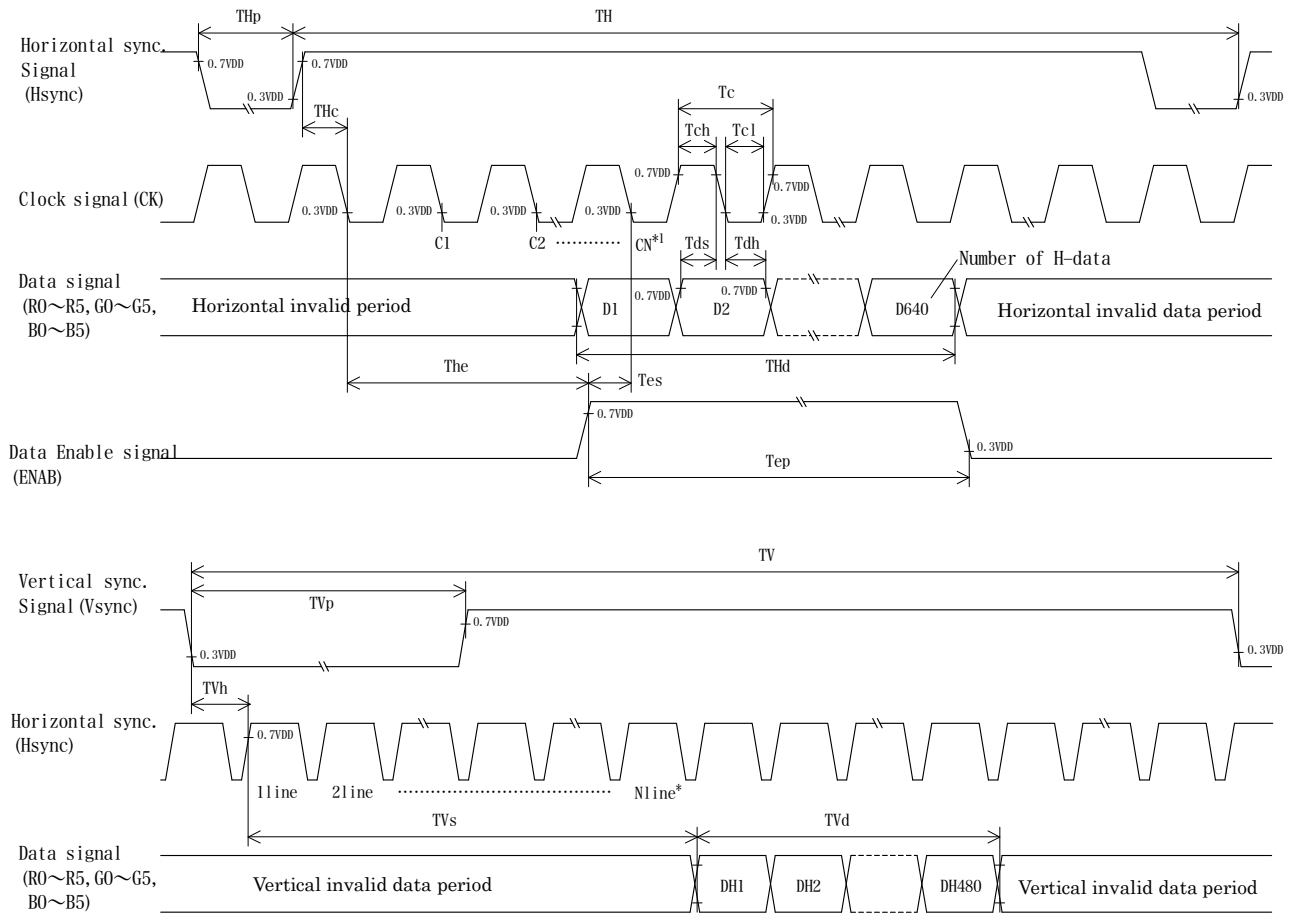 THp
TH
Horizontal sync.
Signal
(Hsync)
0.7VDD
0.7VDD
0.3VDD
0.3VDD
THc
Tc
Tch
Tcl
Clock signal(CK)
0.7VDD
0.7VDD
0.3VDD
0.3VDD
0.3VDD
0.3VDD
0.3VDD
C1
C2
............
CN*1
Tds
Tdh
Number of H-data
Data signal
(R0～R5,G0～G5,
B0～B5)
Horizontal invalid period
D1
0.7VDD
D2
0.7VDD
D640
Horizontal invalid data period
The
Tes
THd
0.7VDD
Data Enable signal
(ENAB)
Tep
0.3VDD
TV
Vertical sync.
Signal(Vsync)
TVp
0.7VDD
0.3VDD
0.3VDD
TVh
Horizontal sync.
(Hsync)
0.7VDD
1line
2line
....................................
Nline*
TVs
TVd
Data signal
(R0～R5,G0～G5,
B0～B5)
Vertical invalid data period
DH1
DH2
DH480
Vertical invalid data period